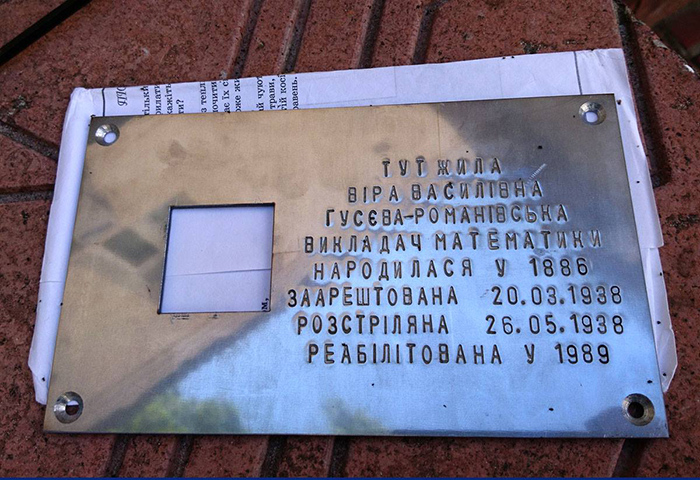 ТУТ ЖИЛА
ВІРА ВАСИЛІВНА
ГУСЄВА-РОМАНІВСЬКА
ВИКЛАДАЧ МАТЕМАТИКИ
НАРОДИЛАСЯ У 1886
ЗААРЕШТОВАНА 20.03.1938
РОЗСТРІЛЯНА 26.05.1938
РЕАБІЛІТОВАНА У 1989